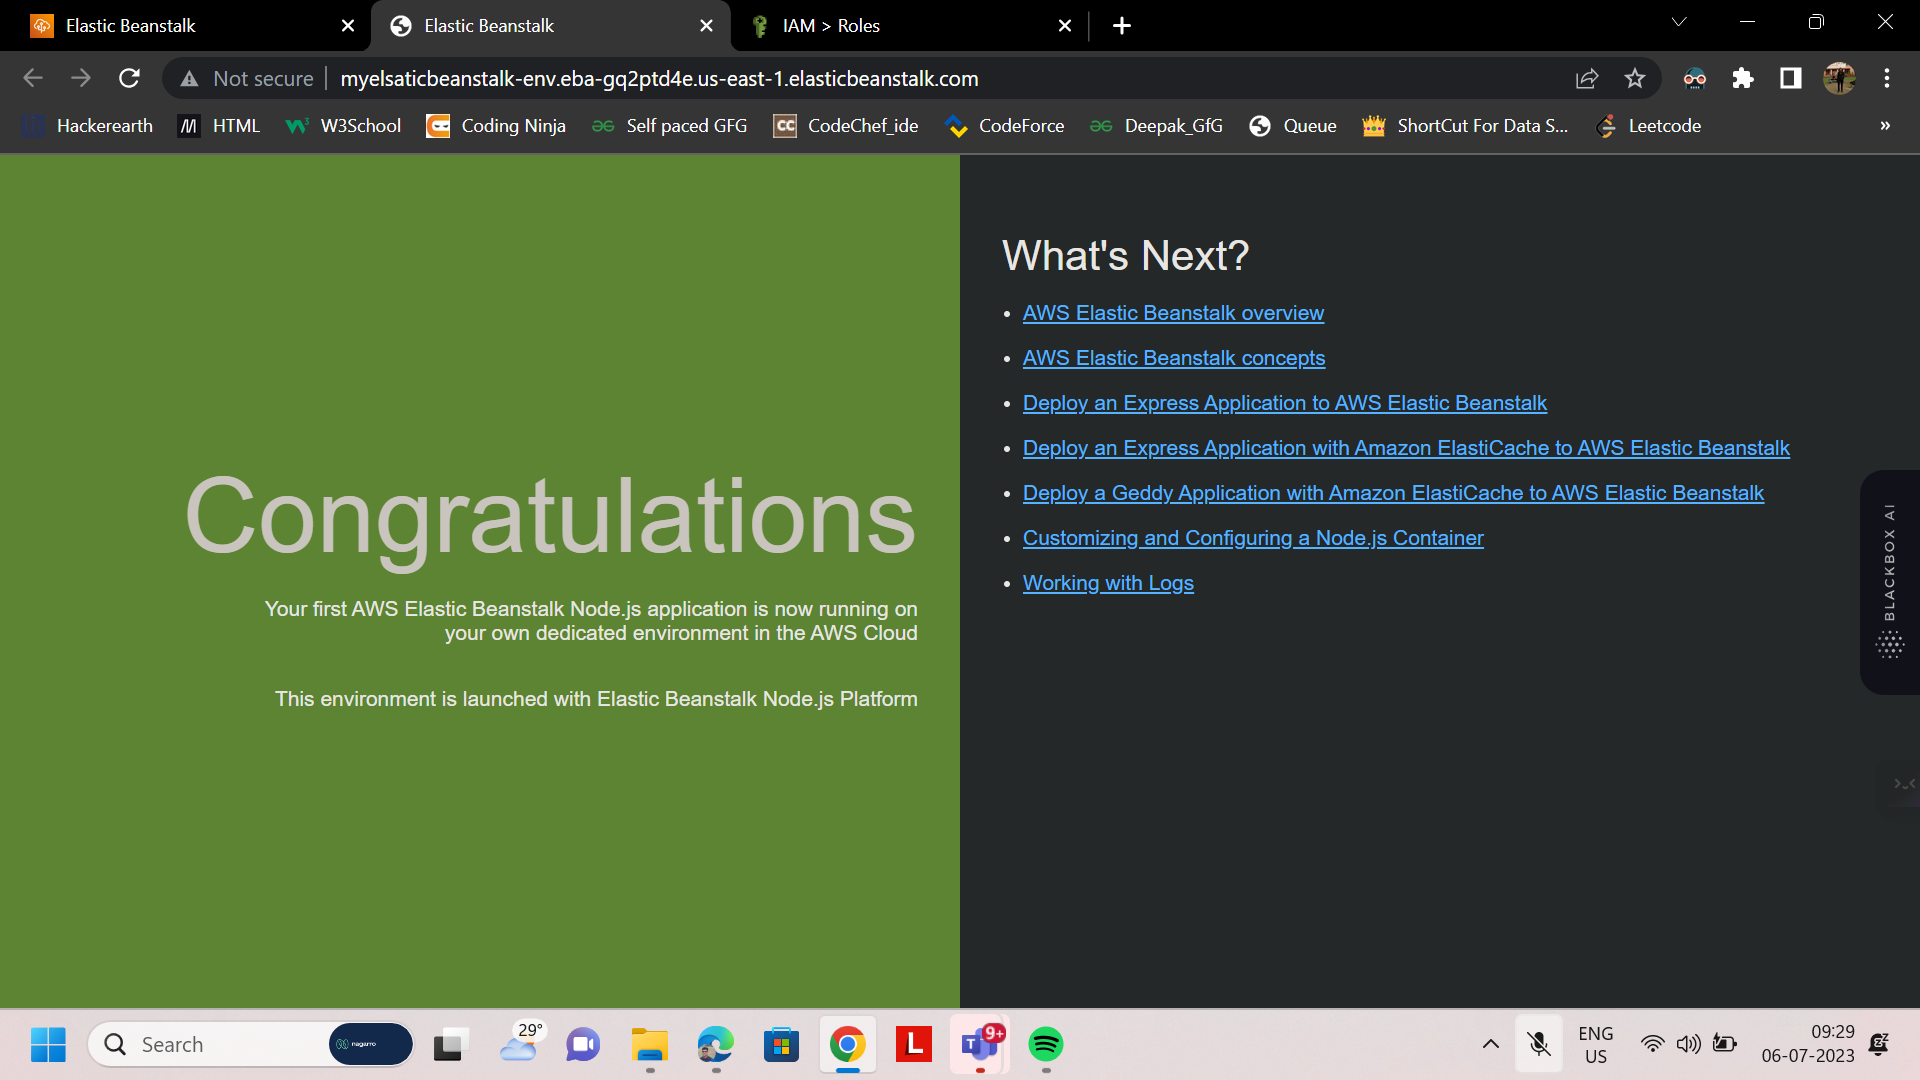 Elastic Beanstalk
Elastic Beanstalk
IAM > Roles
Not secure
myelsaticbeanstalk-env.eba-gq2ptd4e.us-east-1.elasticbeanstalk.com
Hackerearth
HTML
W3School
Coding Ninja
Self paced GFG
CC
CodeChef_ide
CodeForce
Deepak_GfG
Queue
ShortCut For Data S...
Leetcode
»
Congratulations
Your first AWS Elastic Beanstalk Node.js application is now running on
your own dedicated environment in the AWS Cloud
This environment is launched with Elastic Beanstalk Node.js Platform
What's Next?
• AWS Elastic Beanstalk overview
• AWS Elastic Beanstalk concepts
• Deploy an Express Application to AWS Elastic Beanstalk
• Deploy an Express Application with Amazon ElastiCache to AWS Elastic Beanstalk
• Deploy a Geddy Application with Amazon ElastiCache to AWS Elastic Beanstalk
• Customizing and Configuring a Node.js Container
• Working with Logs
BLACKBOX AI
Search
nagarro
29°
L
T
9+
ENG
US
09:29
06-07-2023